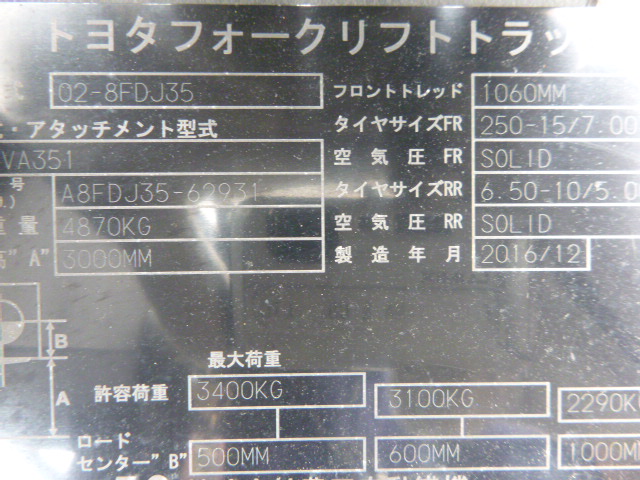 トヨタフォークリフトトラッ
式 02-8FDJ35 フロントトレッド 1060MM
・アタッチメント型式 タイヤサイズFR 250-15/7.00
VA351 空気圧FR SOLID
号 A8FDJ35-62931 タイヤサイズRR 6.50-10/5.0
重量 4870KG 空気圧RR SOLID
高"A" 3000MM 製造年月 2016/12
B
最大荷重
A 許容荷重 3400KG 3100KG 2290K
ロード
センター"B" 500MM 600MM 1000M